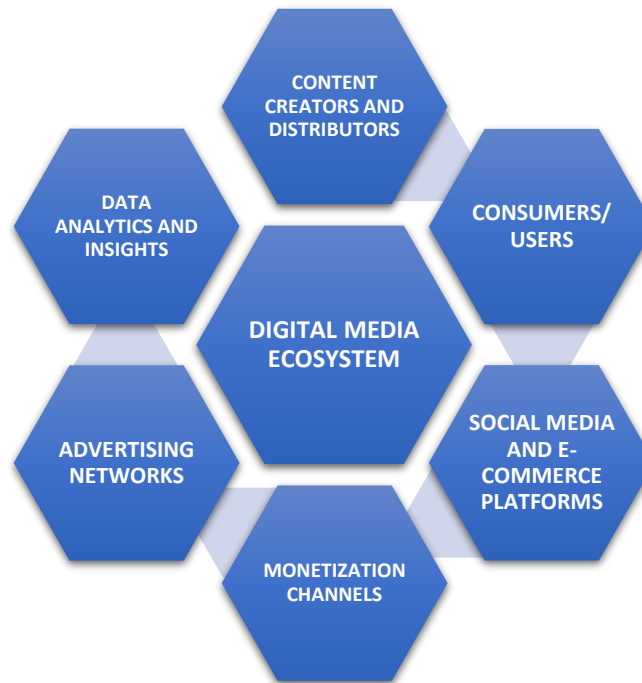 CONTENT
CREATORS AND
DISTRIBUTORS
CONSUMERS/
USERS
SOCIAL MEDIA
AND E-
COMMERCE
PLATFORMS
MONETIZATION
CHANNELS
ADVERTISING
NETWORKS
DATA
ANALYTICS AND
INSIGHTS
DIGITAL MEDIA
ECOSYSTEM